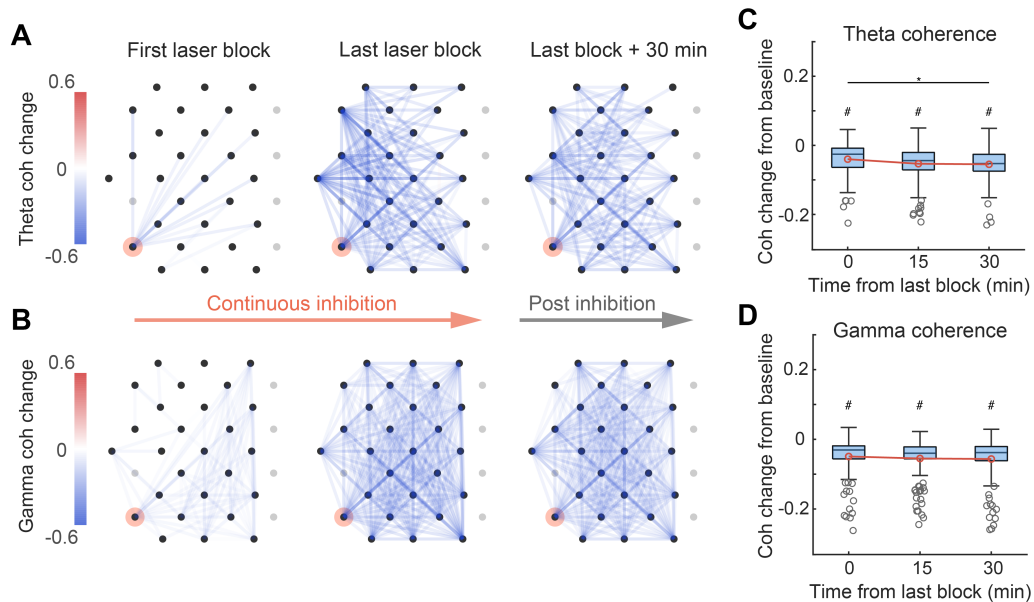 A
First laser block
Last laser block
Last block + 30 min
0.6
0
-0.6
Theta coh change
Continuous inhibition
Post inhibition
B
0.6
0
-0.6
Gamma coh change
C
Theta coherence
Coh change from baseline
0.2
0
-0.2
*
# # #
0 15 30
Time from last block (min)
D
Gamma coherence
Coh change from baseline
0.2
0
-0.2
# # #
0 15 30
Time from last block (min)